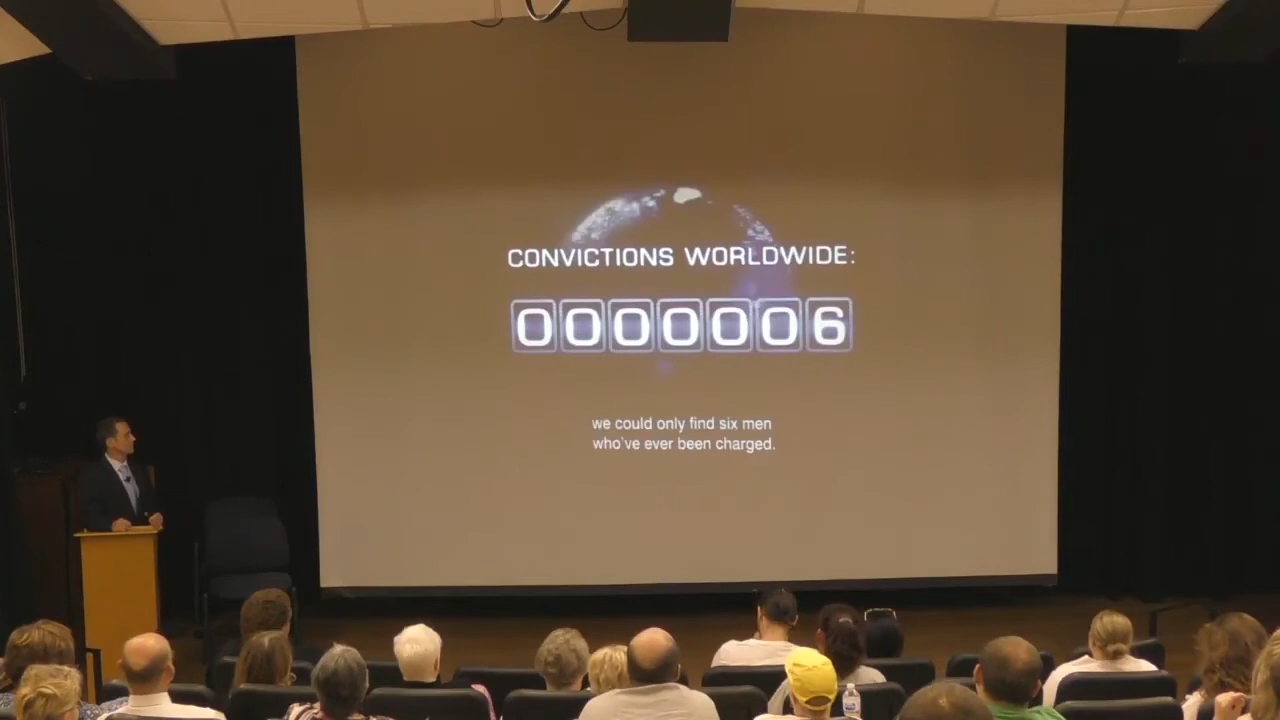 CONVICTIONS WORLDWIDE:
0000006
we could only find six men
who've ever been charged.